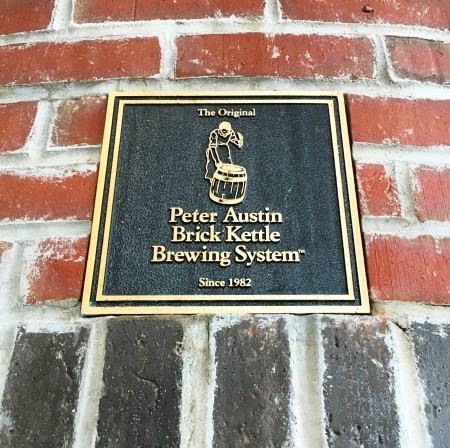 The Original
Peter Austin
Brick Kettle
Brewing System™
Since 1982